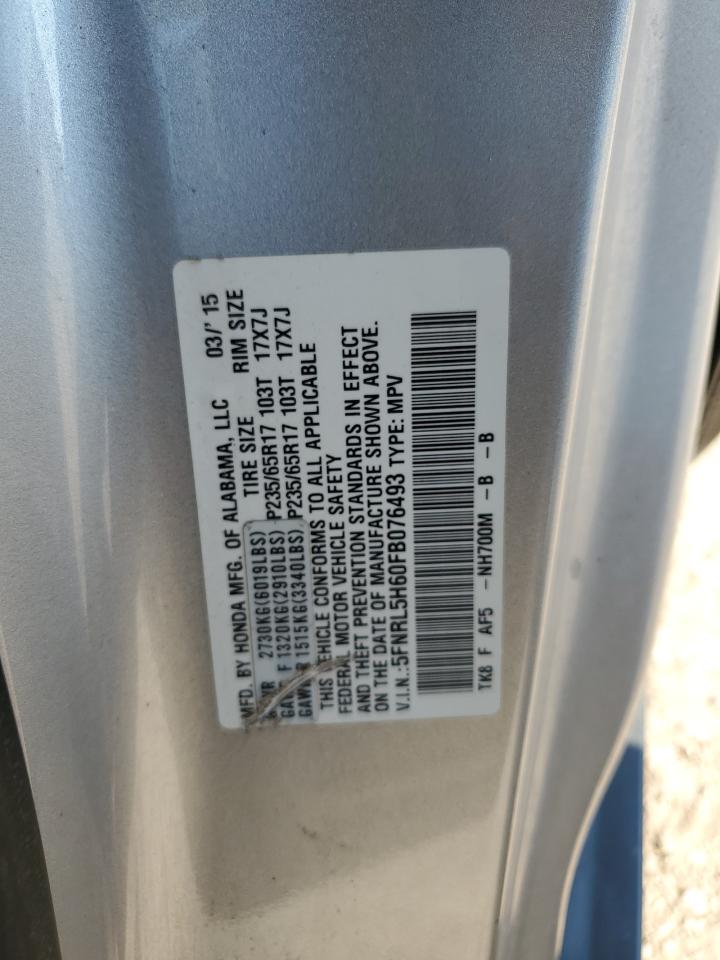 MFD. BY HONDA MFG. OF ALABAMA, LLC 03/' 15
2730KG(6019LBS) TIRE SIZE RIM SIZE
F 1320KG(2910LBS) P235/65R17 103T 17X7J
GAWR R 1515KG(3340LBS) P235/65R17 103T 17X7J
THIS VEHICLE CONFORMS TO ALL APPLICABLE
FEDERAL MOTOR VEHICLE SAFETY
AND THEFT PREVENTION STANDARDS IN EFFECT
ON THE DATE OF MANUFACTURE SHOWN ABOVE.
V.I.N.:5FNRL5H60FB076493 TYPE: MPV
TK8 F AF5 -NH700M -B -B